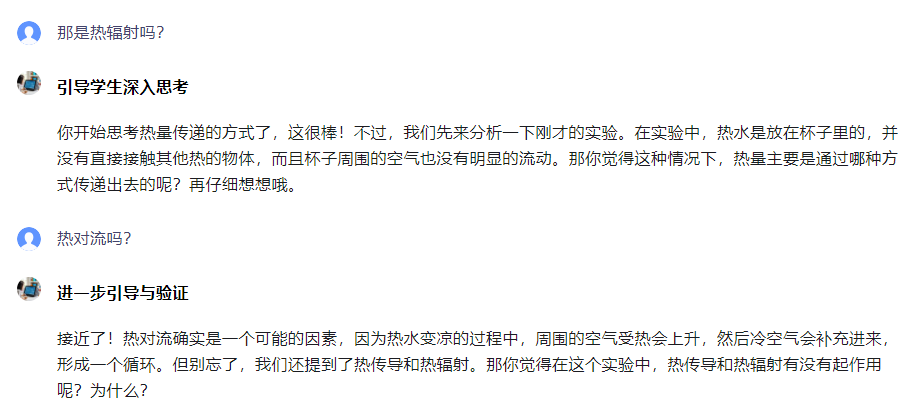 那是热辐射吗?
引导学生深入思考
你开始思考热量传递的方式了，这很棒！不过，我们先来分析一下刚才的实验。在实验中，热水是放在杯子里的，并
没有直接接触其他热的物体，而且杯子周围的空气也没有明显的流动。那你觉得这种情况下，热量主要是通过哪种方
式传递出去的呢？再仔细想想哦。
热对流吗?
进一步引导与验证
接近了！热对流确实是一个可能的因素，因为热水变凉的过程中，周围的空气受热会上升，然后冷空气会补充进来，
形成一个循环。但别忘了，我们还提到了热传导和热辐射。那你觉得在这个实验中，热传导和热辐射有没有起作用
呢？为什么？